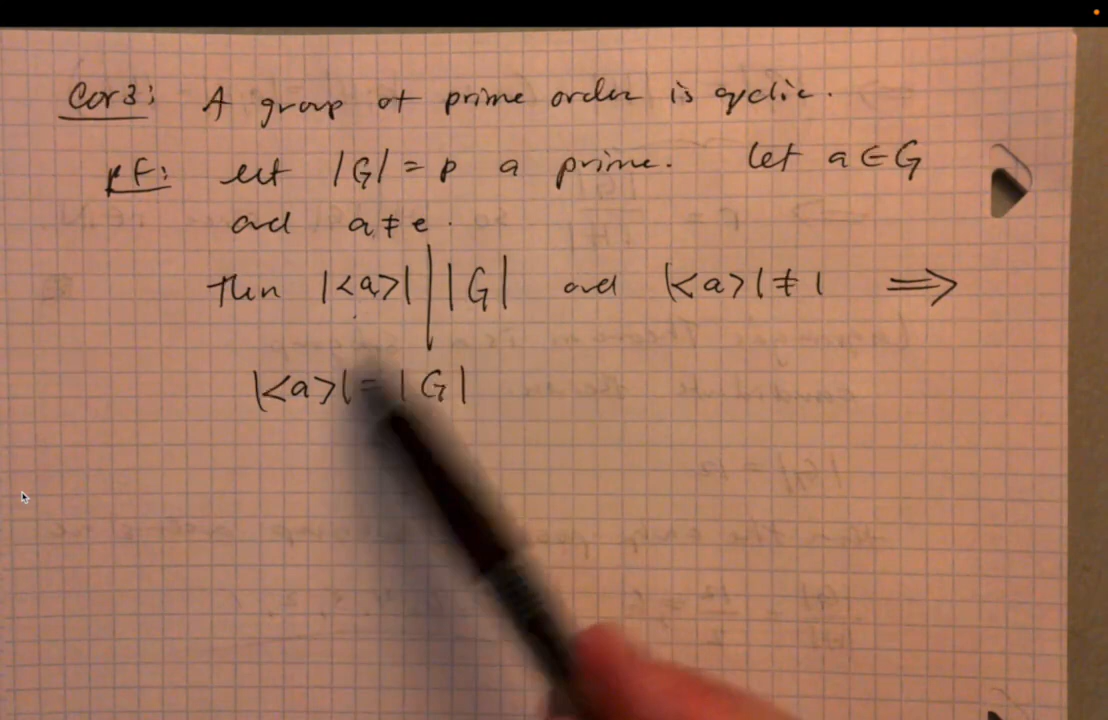 Cor 3: A group of prime order is cyclic.
pf: Let |G| = p a prime. Let a ∈ G
and a ≠ e.
Then |<a>| | |G| and |<a>| ≠ 1 ⟹
|<a>| = |G|